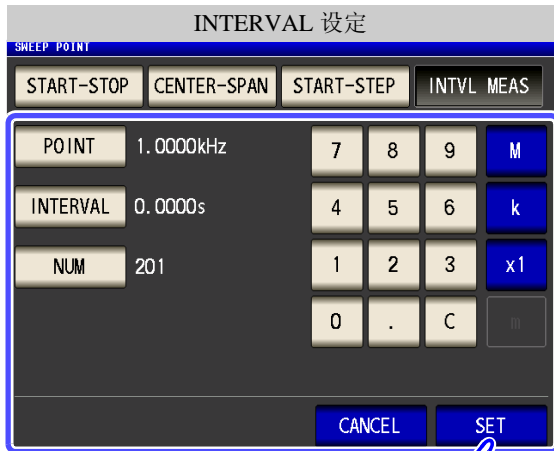 INTERVAL 设定
SWEEP POINT
START-STOP CENTER-SPAN START-STEP INTVL MEAS
POINT 1.0000kHz 7 8 9 M
INTERVAL 0.0000s 4 5 6 k
NUM 201 1 2 3 x1
0 . C m
CANCEL SET